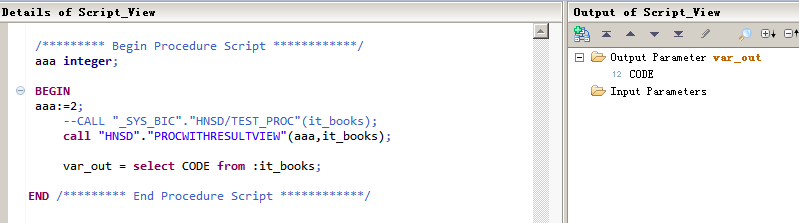 Details of Script_View
/********* Begin Procedure Script ************/
aaa integer;
BEGIN
aaa:=2;
--CALL "_SYS_BIC"."HNSD/TEST_PROC"(it_books);
call "HNSD"."PROCWITHRESULTVIEW"(aaa,it_books);
var_out = select CODE from :it_books;
END /********* End Procedure Script ************/
Output of Script_View
Output Parameter var_out
12 CODE
Input Parameters